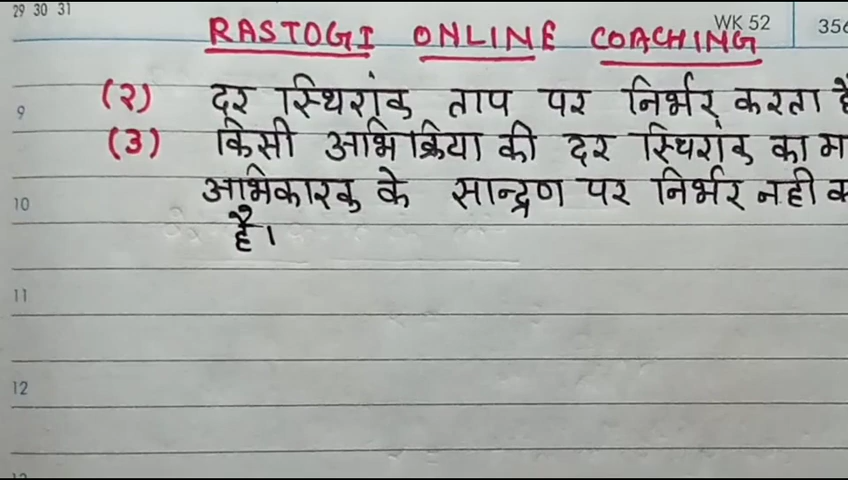 29 30 31
WK 52
RASTOGI ONLINE COACHING
(२) दर स्थिरांक ताप पर निर्भर करता है
9
(३) किसी अभिक्रिया की दर स्थिरांक का
अभिकारक के सान्द्रण पर निर्भर नही
10
है।
11
12